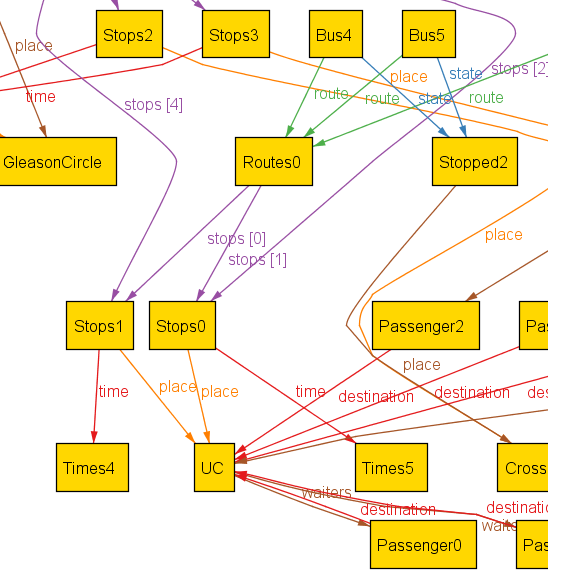 place
Stops2
Stops3
Bus4
Bus5
time
stops [4]
place
state
stops [2]
route
route
state
route
GleasonCircle
Routes0
Stopped2
stops [0]
stops [1]
place
Stops1
Stops0
Passenger2
Pas
time
place
place
time
place
destination
destination
des
Times4
UC
Times5
Cross
waiters
destination
destinatio
waite
Passenger0
Pas